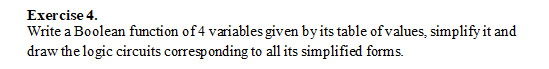 Exercise 4.
Write a Boolean function of 4 variables given by its table of values, simplify it and
draw the logic circuits corresponding to all its simplified forms.